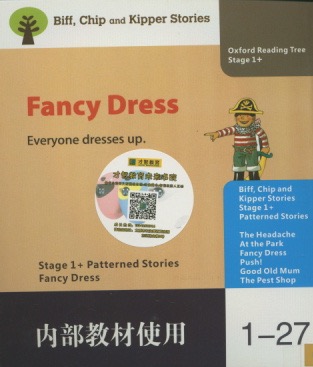 Biff, Chip and Kipper Stories
Oxford Reading Tree
Stage 1+
Fancy Dress
Everyone dresses up.
Biff, Chip and
Kipper Stories
Stage 1+
Patterned Stories
The Headache
At the Park
Fancy Dress
Push!
Good Old Mum
The Pest Shop
Stage 1+ Patterned Stories
Fancy Dress
内部教材使用
1-27